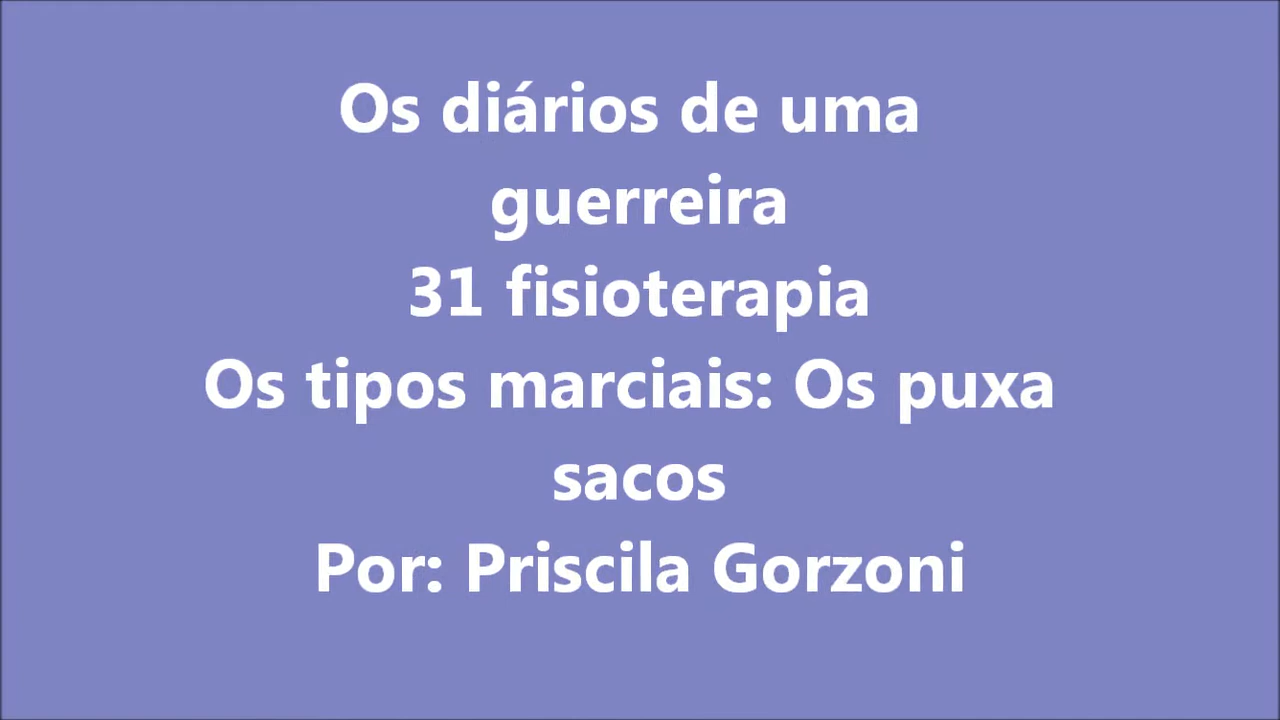 Os diários de uma
guerreira
31 fisioterapia
Os tipos marciais: Os puxa
sacos
Por: Priscila Gorzoni